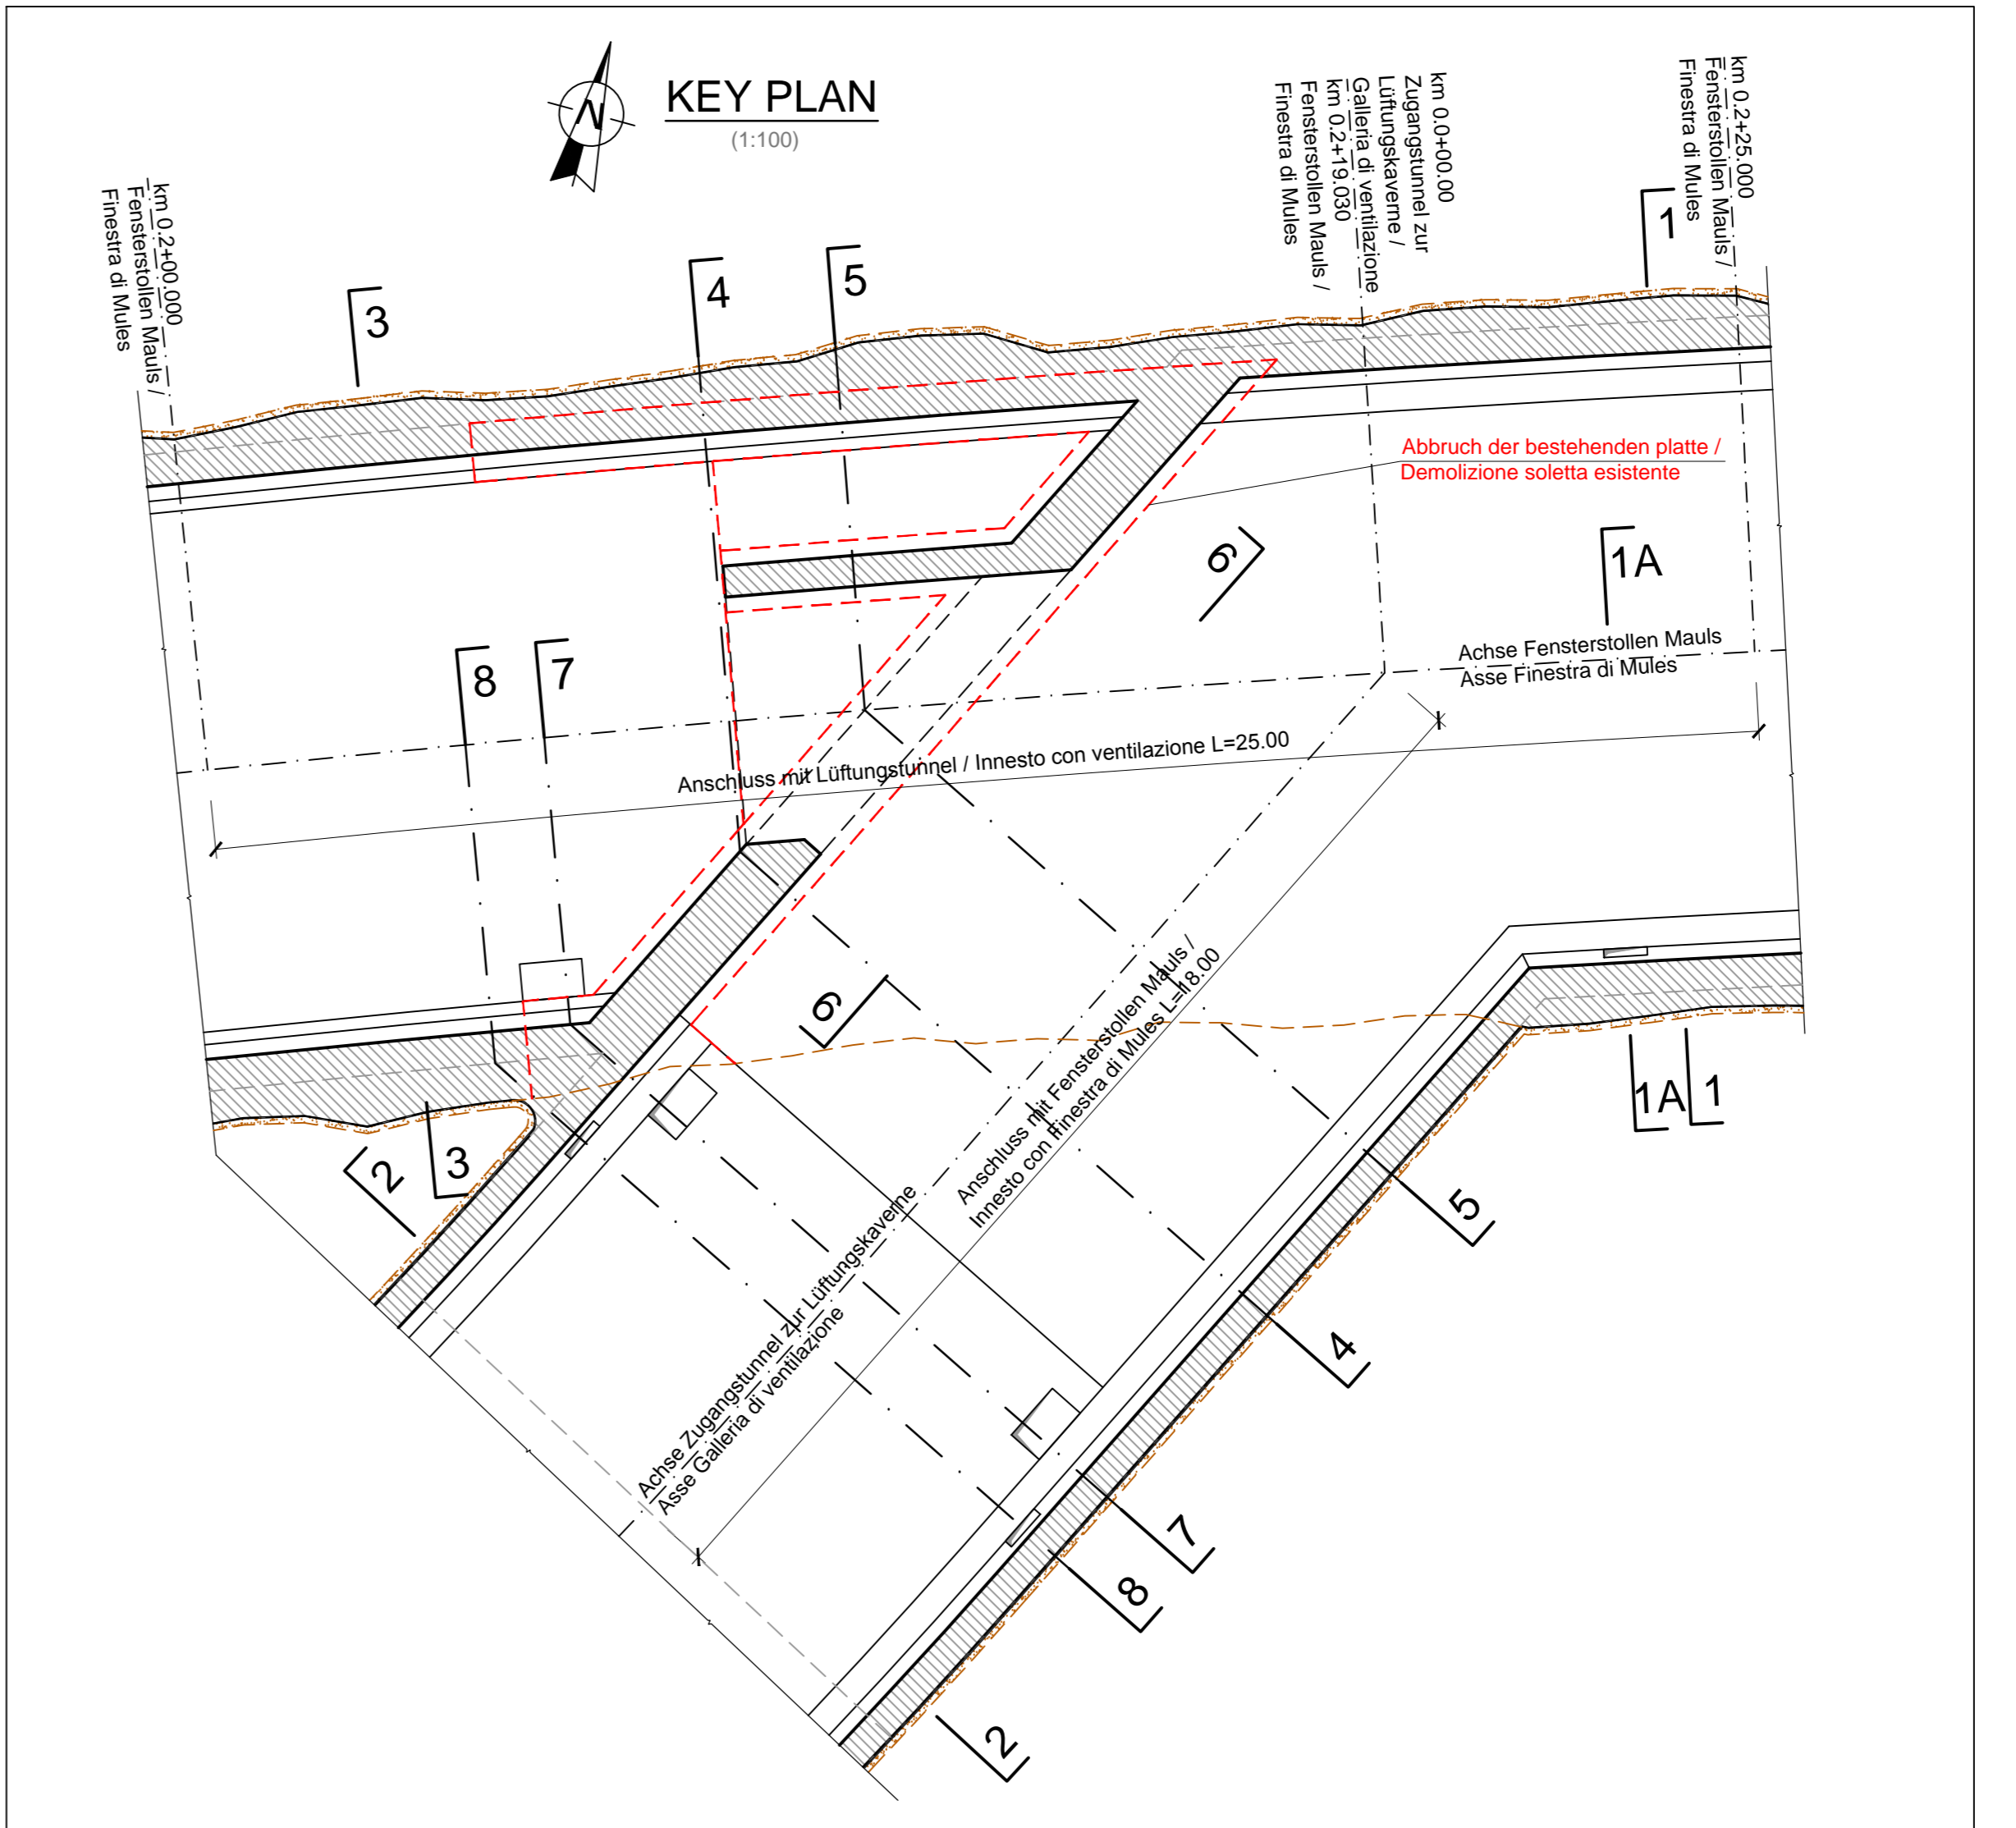 KEY PLAN
(1:100)
N
km 0.2+00.000
Fensterstollen Mauls /
Finestra di Mules
km 0.0+00.00
Zugangstunnel zur
Lüftungskaverne /
Galleria di ventilazione
km 0.2+19.030
Fensterstollen Mauls /
Finestra di Mules
km 0.2+25.000
Fensterstollen Mauls /
Finestra di Mules
3
4
5
1
Abbruch der bestehenden platte /
Demolizione soletta esistente
6
1A
8
7
Achse Fensterstollen Mauls
Asse Finestra di Mules
Anschluss mit Lüftungstunnel / Innesto con ventilazione L=25.00
6
Anschluss mit Fensterstollen Mauls /
Innesto con Finestra di Mules L=18.00
Achse Zugangstunnel zur Lüftungskaverne
Asse Galleria di ventilazione
2
3
1A
1
5
4
7
8
2